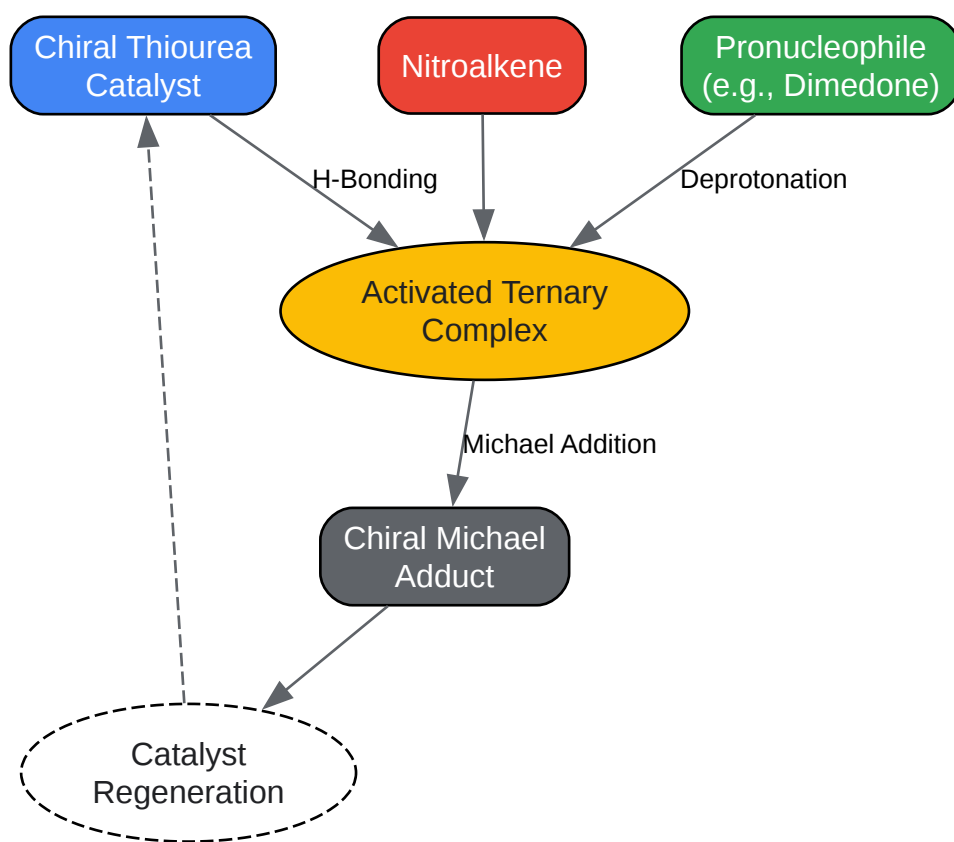 Chiral Thiourea
Catalyst
Nitroalkene
Pronucleophile
(e.g., Dimedone)
H-Bonding
Deprotonation
Activated Ternary
Complex
Michael Addition
Chiral Michael
Adduct
Catalyst
Regeneration